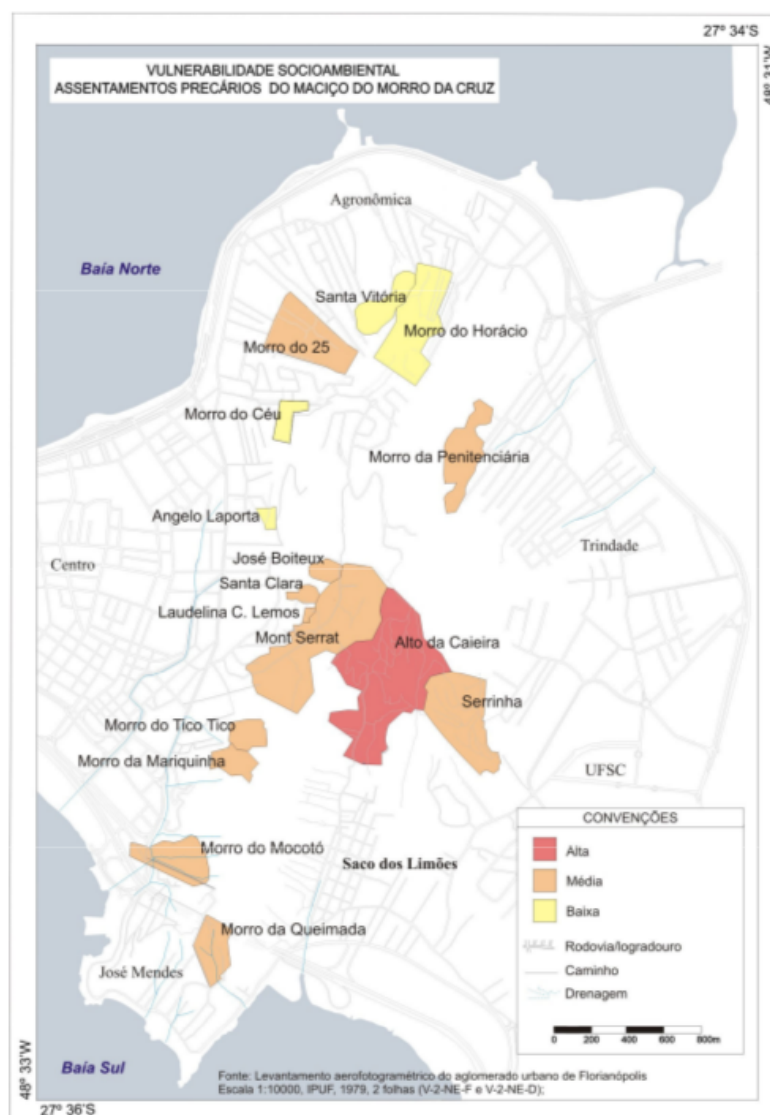 27º 34'S
48º 31'W
VULNERABILIDADE SOCIOAMBIENTAL
ASSENTAMENTOS PRECÁRIOS DO MACIÇO DO MORRO DA CRUZ
Agronômica
Baía Norte
Santa Vitória
Morro do Horácio
Morro do 25
Morro do Céu
Morro da Penitenciária
Angelo Laporta
Trindade
José Boiteux
Centro
Santa Clara
Laudelina C. Lemos
Mont Serrat
Alto da Caieira
Serrinha
Morro do Tico Tico
Morro da Mariquinha
UFSC
CONVENÇÕES
Morro do Mocotó
Alta
Saco dos Limões
Média
Baixa
Morro da Queimada
Rodovia/logradouro
José Mendes
Caminho
Drenagem
0 200 400 600 800m
48º 33'W
Baía Sul
Fonte: Levantamento aerofotogramétrico do aglomerado urbano de Florianópolis
Escala 1:10000, IPUF, 1979, 2 folhas (V-2-NE-F e V-2-NE-D);
27º 36'S